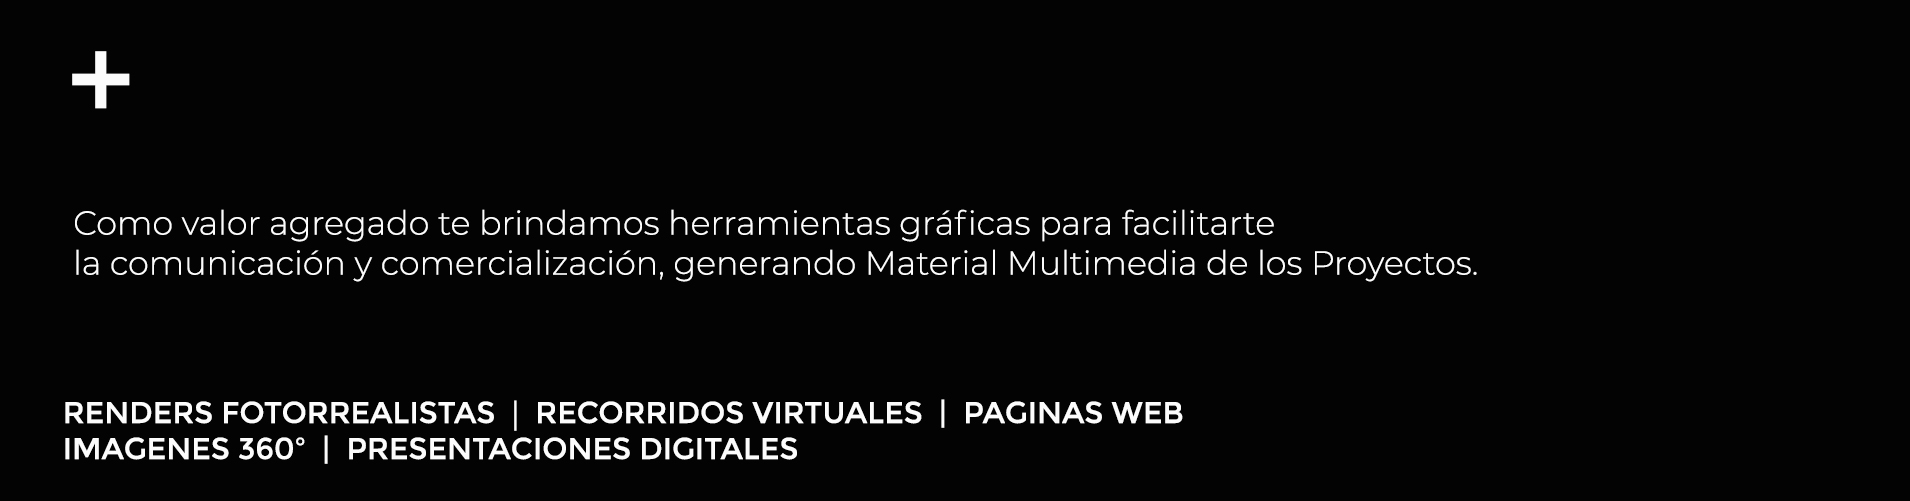 +
Como valor agregado te brindamos herramientas gráficas para facilitarte
la comunicación y comercialización, generando Material Multimedia de los Proyectos.
RENDERS FOTORREALISTAS | RECORRIDOS VIRTUALES | PAGINAS WEB
IMAGENES 360° | PRESENTACIONES DIGITALES